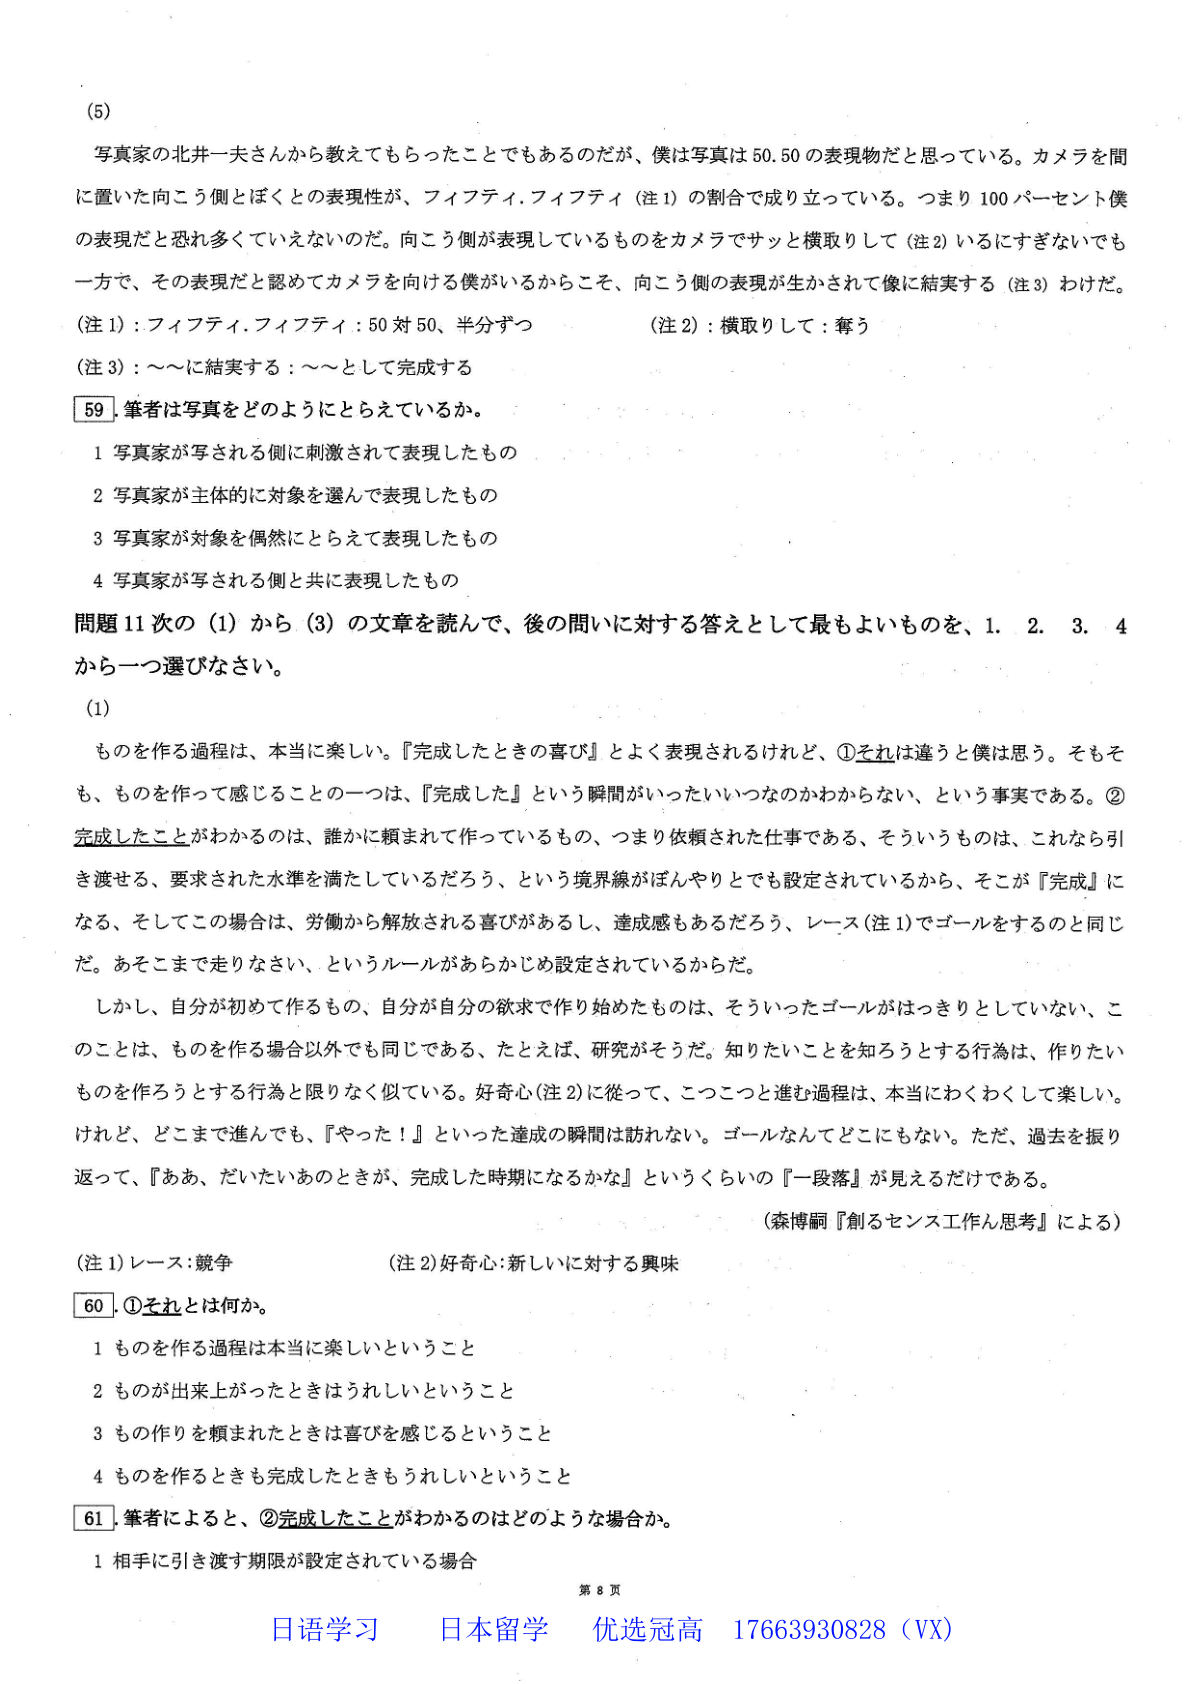 (5)
写真家の北井一夫さんから教えてもらったことでもあるのだが、僕は写真は 50.50 の表現物だと思っている。カメラを間
に置いた向こう側とぼくとの表現性が、フィフティ.フィフティ（注 1）の割合で成り立っている。つまり 100 パーセント僕
の表現だと恐れ多くていえないのだ。向こう側が表現しているものをカメラでサッと横取りして（注 2）いるにすぎないでも
一方で、その表現だと認めてカメラを向ける僕がいるからこそ、向こう側の表現が生かされて像に結実する（注 3）わけだ。
(注 1)：フィフティ.フィフティ：50 対 50、半分ずつ (注 2)：横取りして：奪う
(注 3)：～～に結実する：～～として完成する
59.筆者は写真をどのようにとらえているか。
1 写真家が写される側に刺激されて表現したもの
2 写真家が主体的に対象を選んで表現したもの
3 写真家が対象を偶然にとらえて表現したもの
4 写真家が写される側と共に表現したもの
問題 11 次の（1）から（3）の文章を読んで、後の問いに対する答えとして最もよいものを、1. 2. 3. 4
から一つ選びなさい。
(1)
ものを作る過程は、本当に楽しい。『完成したときの喜び』とよく表現されるけれど、①それは違うと僕は思う。そもそ
も、ものを作って感じることの一つは、『完成した』という瞬間がいったいいつなのかわからない、という事実である。②
完成したことがわかるのは、誰かに頼まれて作っているもの、つまり依頼された仕事である、そういうものは、これなら引
き渡せる、要求された水準を満たしているだろう、という境界線がぼんやりとでも設定されているから、そこが『完成』に
なる、そしてこの場合は、労働から解放される喜びがあるし、達成感もあるだろう、レース(注 1)でゴールをするのと同じ
だ。あそこまで走りなさい、というルールがあらかじめ設定されているからだ。
しかし、自分が初めて作るもの、自分が自分の欲求で作り始めたものは、そういったゴールがはっきりとしていない、こ
のことは、ものを作る場合以外でも同じである、たとえば、研究がそうだ。知りたいことを知ろうとする行為は、作りたい
ものを作ろうとする行為と限りなく似ている。好奇心(注 2)に従って、こつこつと進む過程は、本当にわくわくして楽しい。
けれど、どこまで進んでも、『やった！』といった達成の瞬間は訪れない。ゴールなんてどこにもない。ただ、過去を振り
返って、『ああ、だいたいあのときが、完成した時期になるかな』というくらいの『一段落』が見えるだけである。
(森博嗣『創るセンス工作ん思考』による)
(注 1)レース:競争 (注 2)好奇心:新しいに対する興味
60.①それとは何か。
1 ものを作る過程は本当に楽しいということ
2 ものが出来上がったときはうれしいということ
3 もの作りを頼まれたときは喜びを感じるということ
4 ものを作るときも完成したときもうれしいということ
61.筆者によると、②完成したことがわかるのはどのような場合か。
1 相手に引き渡す期限が設定されている場合
第 8 页
日语学习 日本留学 优选冠高 17663930828（VX)